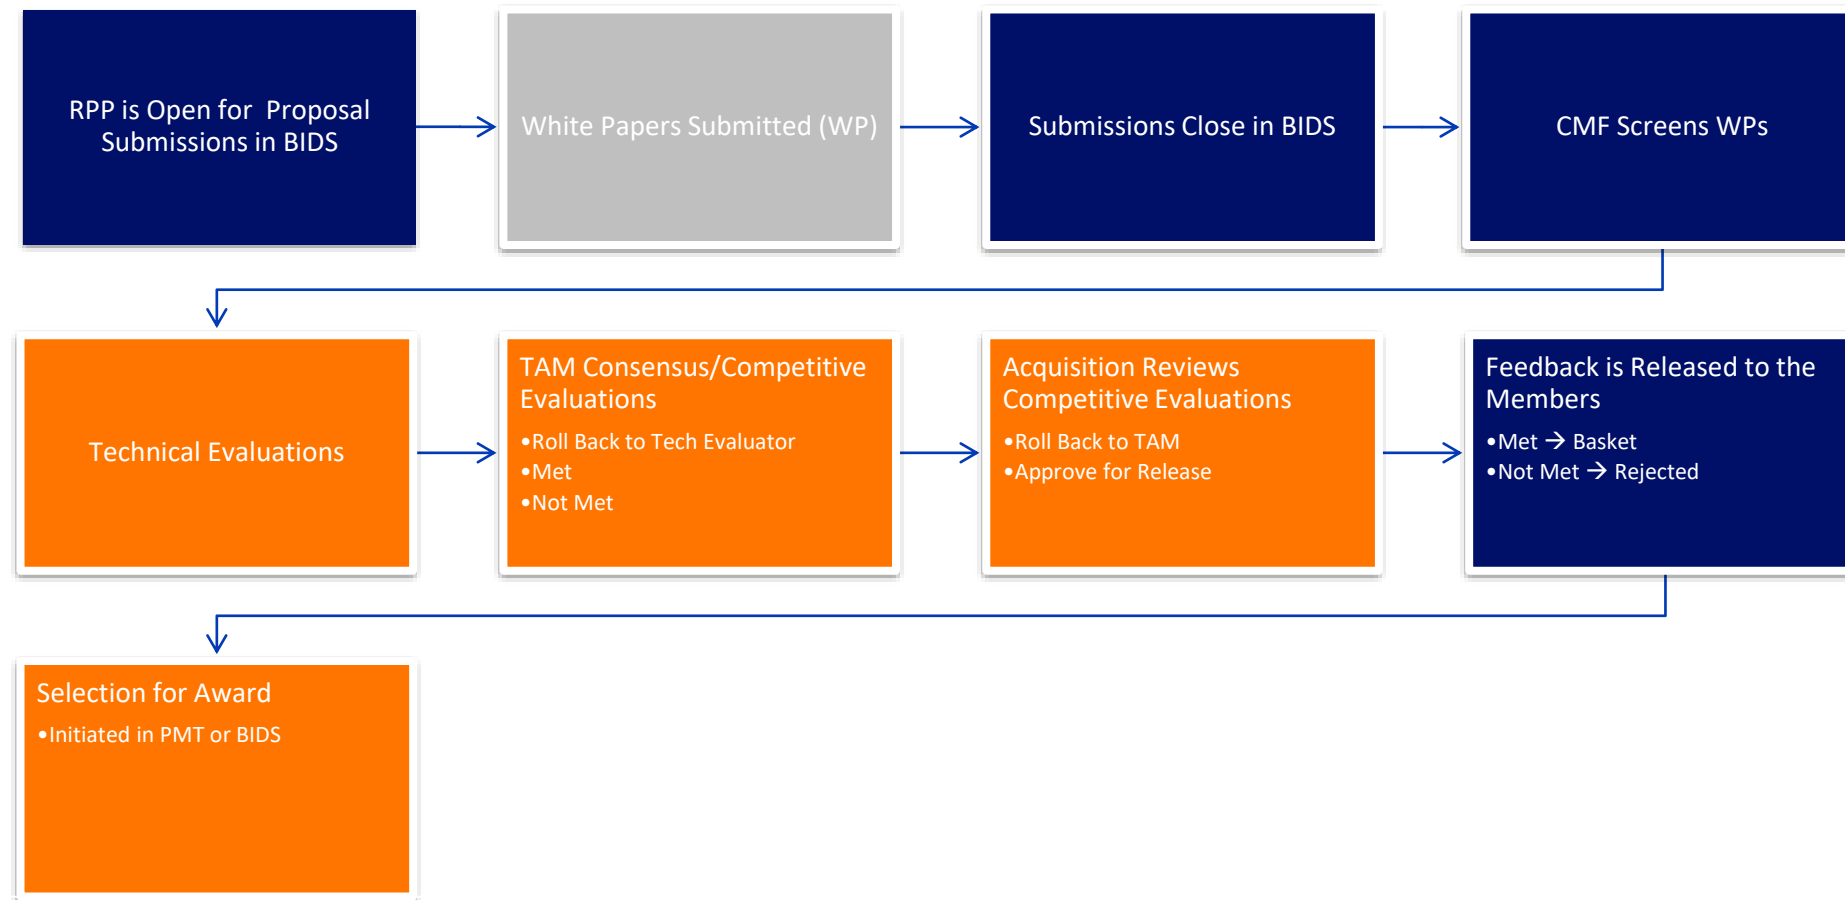 RPP is Open for Proposal
Submissions in BIDS
White Papers Submitted (WP)
Submissions Close in BIDS
CMF Screens WPs
Technical Evaluations
TAM Consensus/Competitive
Evaluations
•Roll Back to Tech Evaluator
•Met
•Not Met
Acquisition Reviews
Competitive Evaluations
•Roll Back to TAM
•Approve for Release
Feedback is Released to the
Members
•Met → Basket
•Not Met → Rejected
Selection for Award
•Initiated in PMT or BIDS